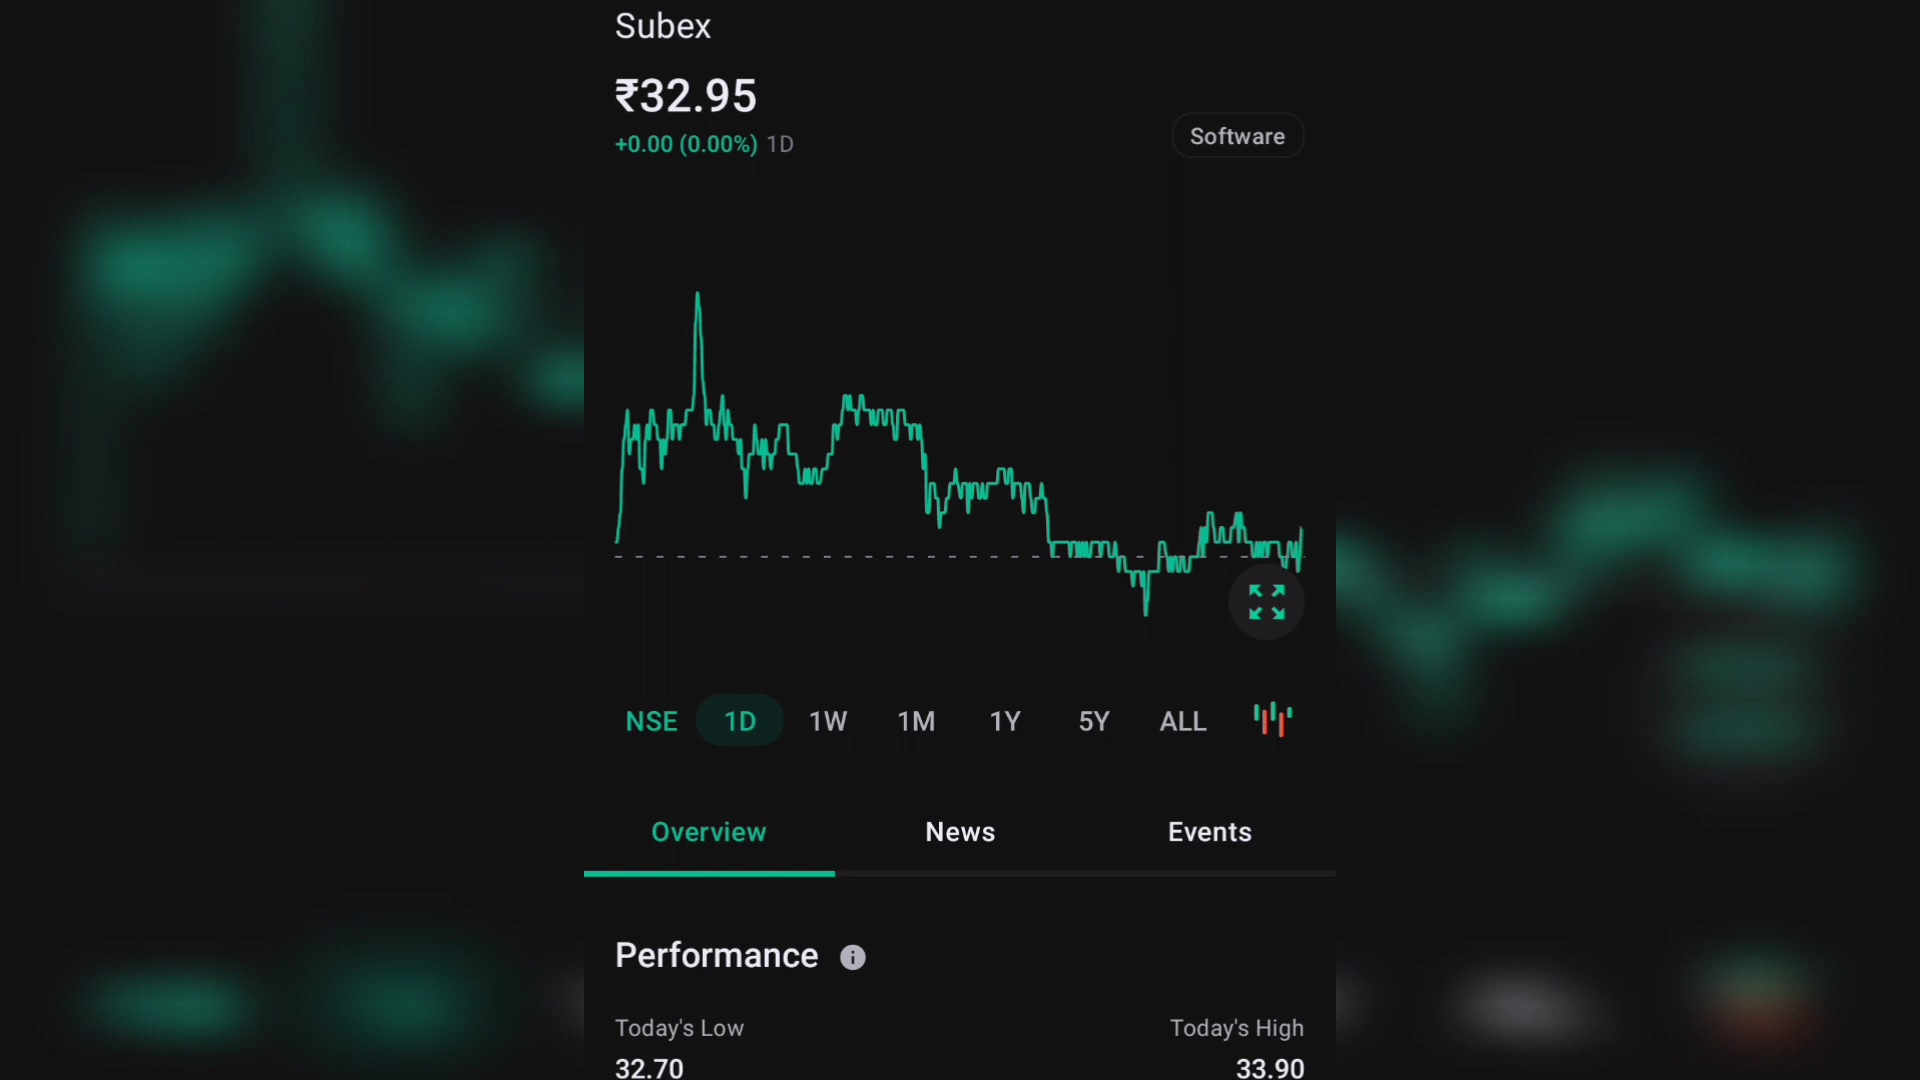 Subex
₹32.95
+0.00 (0.00%) 1D
Software
NSE 1D 1W 1M 1Y 5Y ALL
Overview News Events
Performance
Today's Low Today's High
32.70 33.90